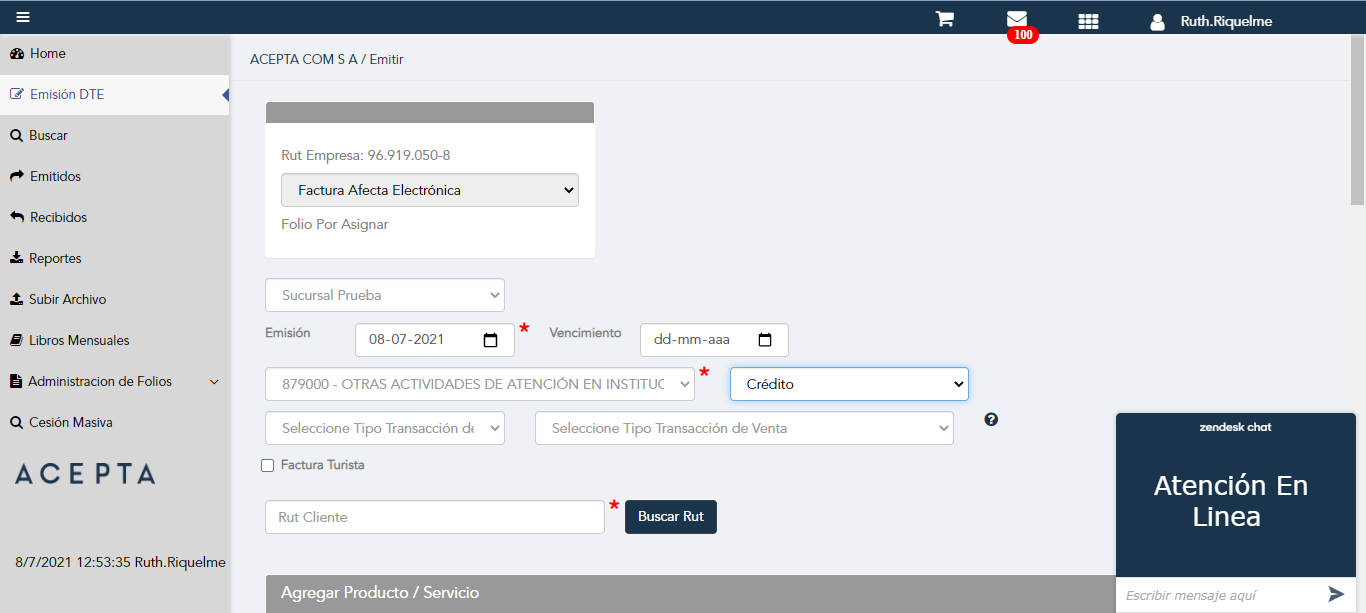 100
Ruth.Riquelme
Home
Emisión DTE
Buscar
Emitidos
Recibidos
Reportes
Subir Archivo
Libros Mensuales
Administracion de Folios
Cesión Masiva
ACEPTA
8/7/2021 12:53:35 Ruth.Riquelme
ACEPTA COM S A / Emitir
Rut Empresa: 96.919.050-8
Factura Afecta Electrónica
Folio Por Asignar
Sucursal Prueba
Emisión 08-07-2021 * Vencimiento dd-mm-aaa
879000 - OTRAS ACTIVIDADES DE ATENCIÓN EN INSTITUC * Crédito
Seleccione Tipo Transacción de Seleccione Tipo Transacción de Venta ?
Factura Turista
Rut Cliente * Buscar Rut
Agregar Producto / Servicio
zendesk chat
Atención En
Linea
Escribir mensaje aquí